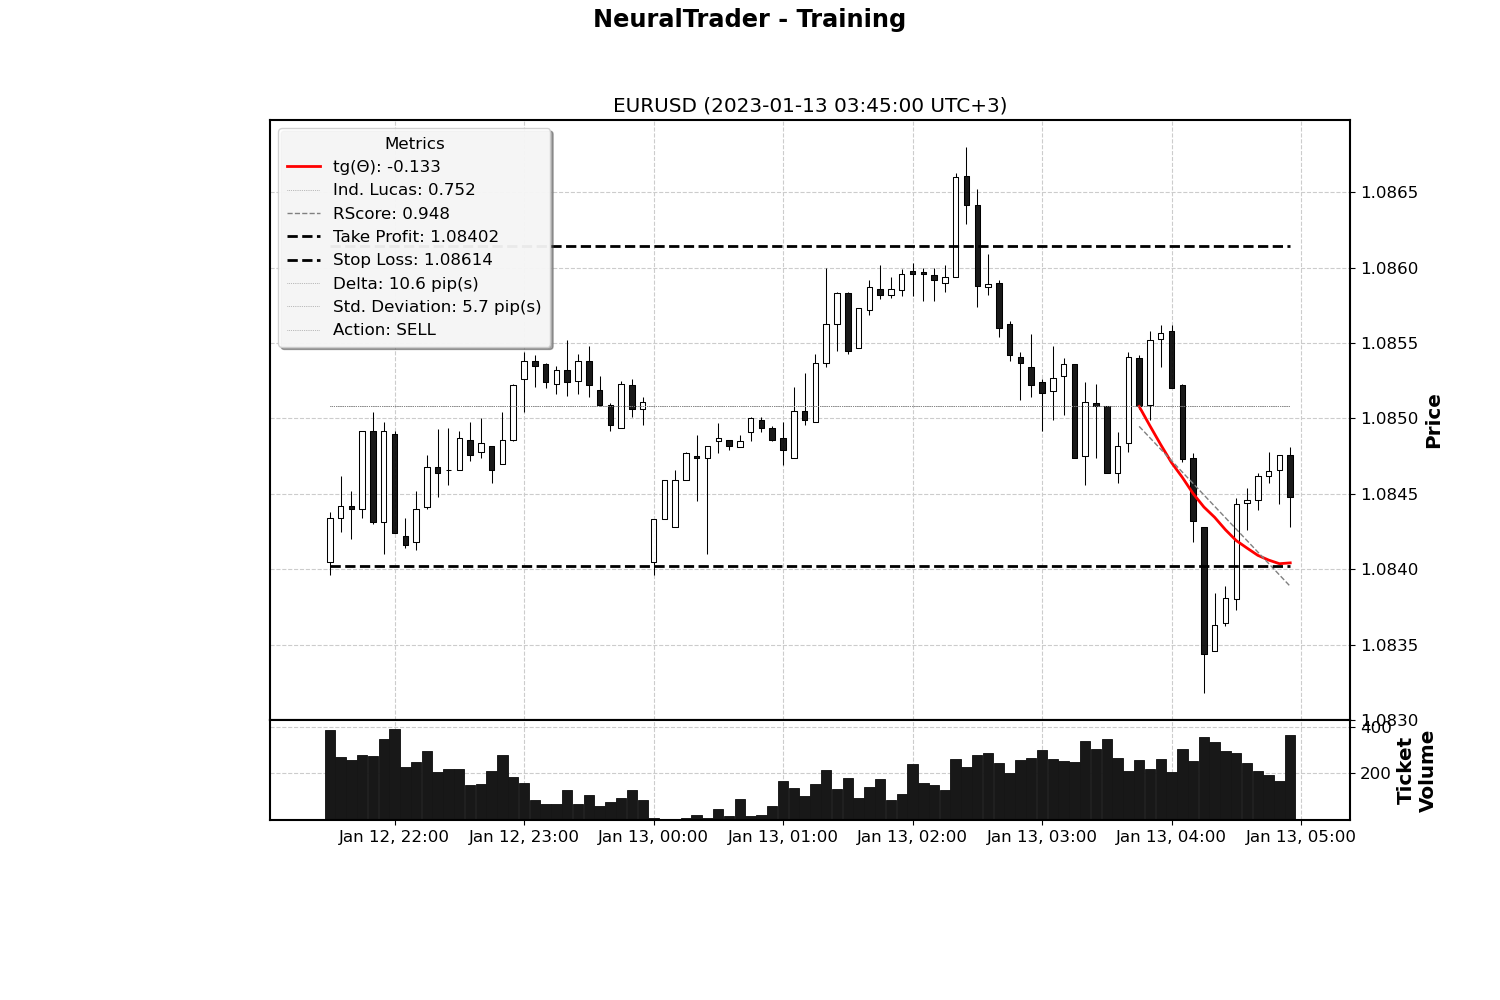 NeuralTrader - Training
EURUSD (2023-01-13 03:45:00 UTC+3)
Metrics
tg(Θ): -0.133
Ind. Lucas: 0.752
RScore: 0.948
Take Profit: 1.08402
Stop Loss: 1.08614
Delta: 10.6 pip(s)
Std. Deviation: 5.7 pip(s)
Action: SELL
1.0865
1.0860
1.0855
1.0850
1.0845
1.0840
1.0835
1.0830
Price
400
200
Ticket
Volume
Jan 12, 22:00
Jan 12, 23:00
Jan 13, 00:00
Jan 13, 01:00
Jan 13, 02:00
Jan 13, 03:00
Jan 13, 04:00
Jan 13, 05:00